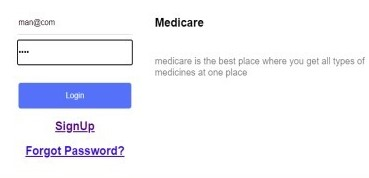 man@com
••••
Login
SignUp
Forgot Password?
Medicare
medicare is the best place where you get all types of
medicines at one place